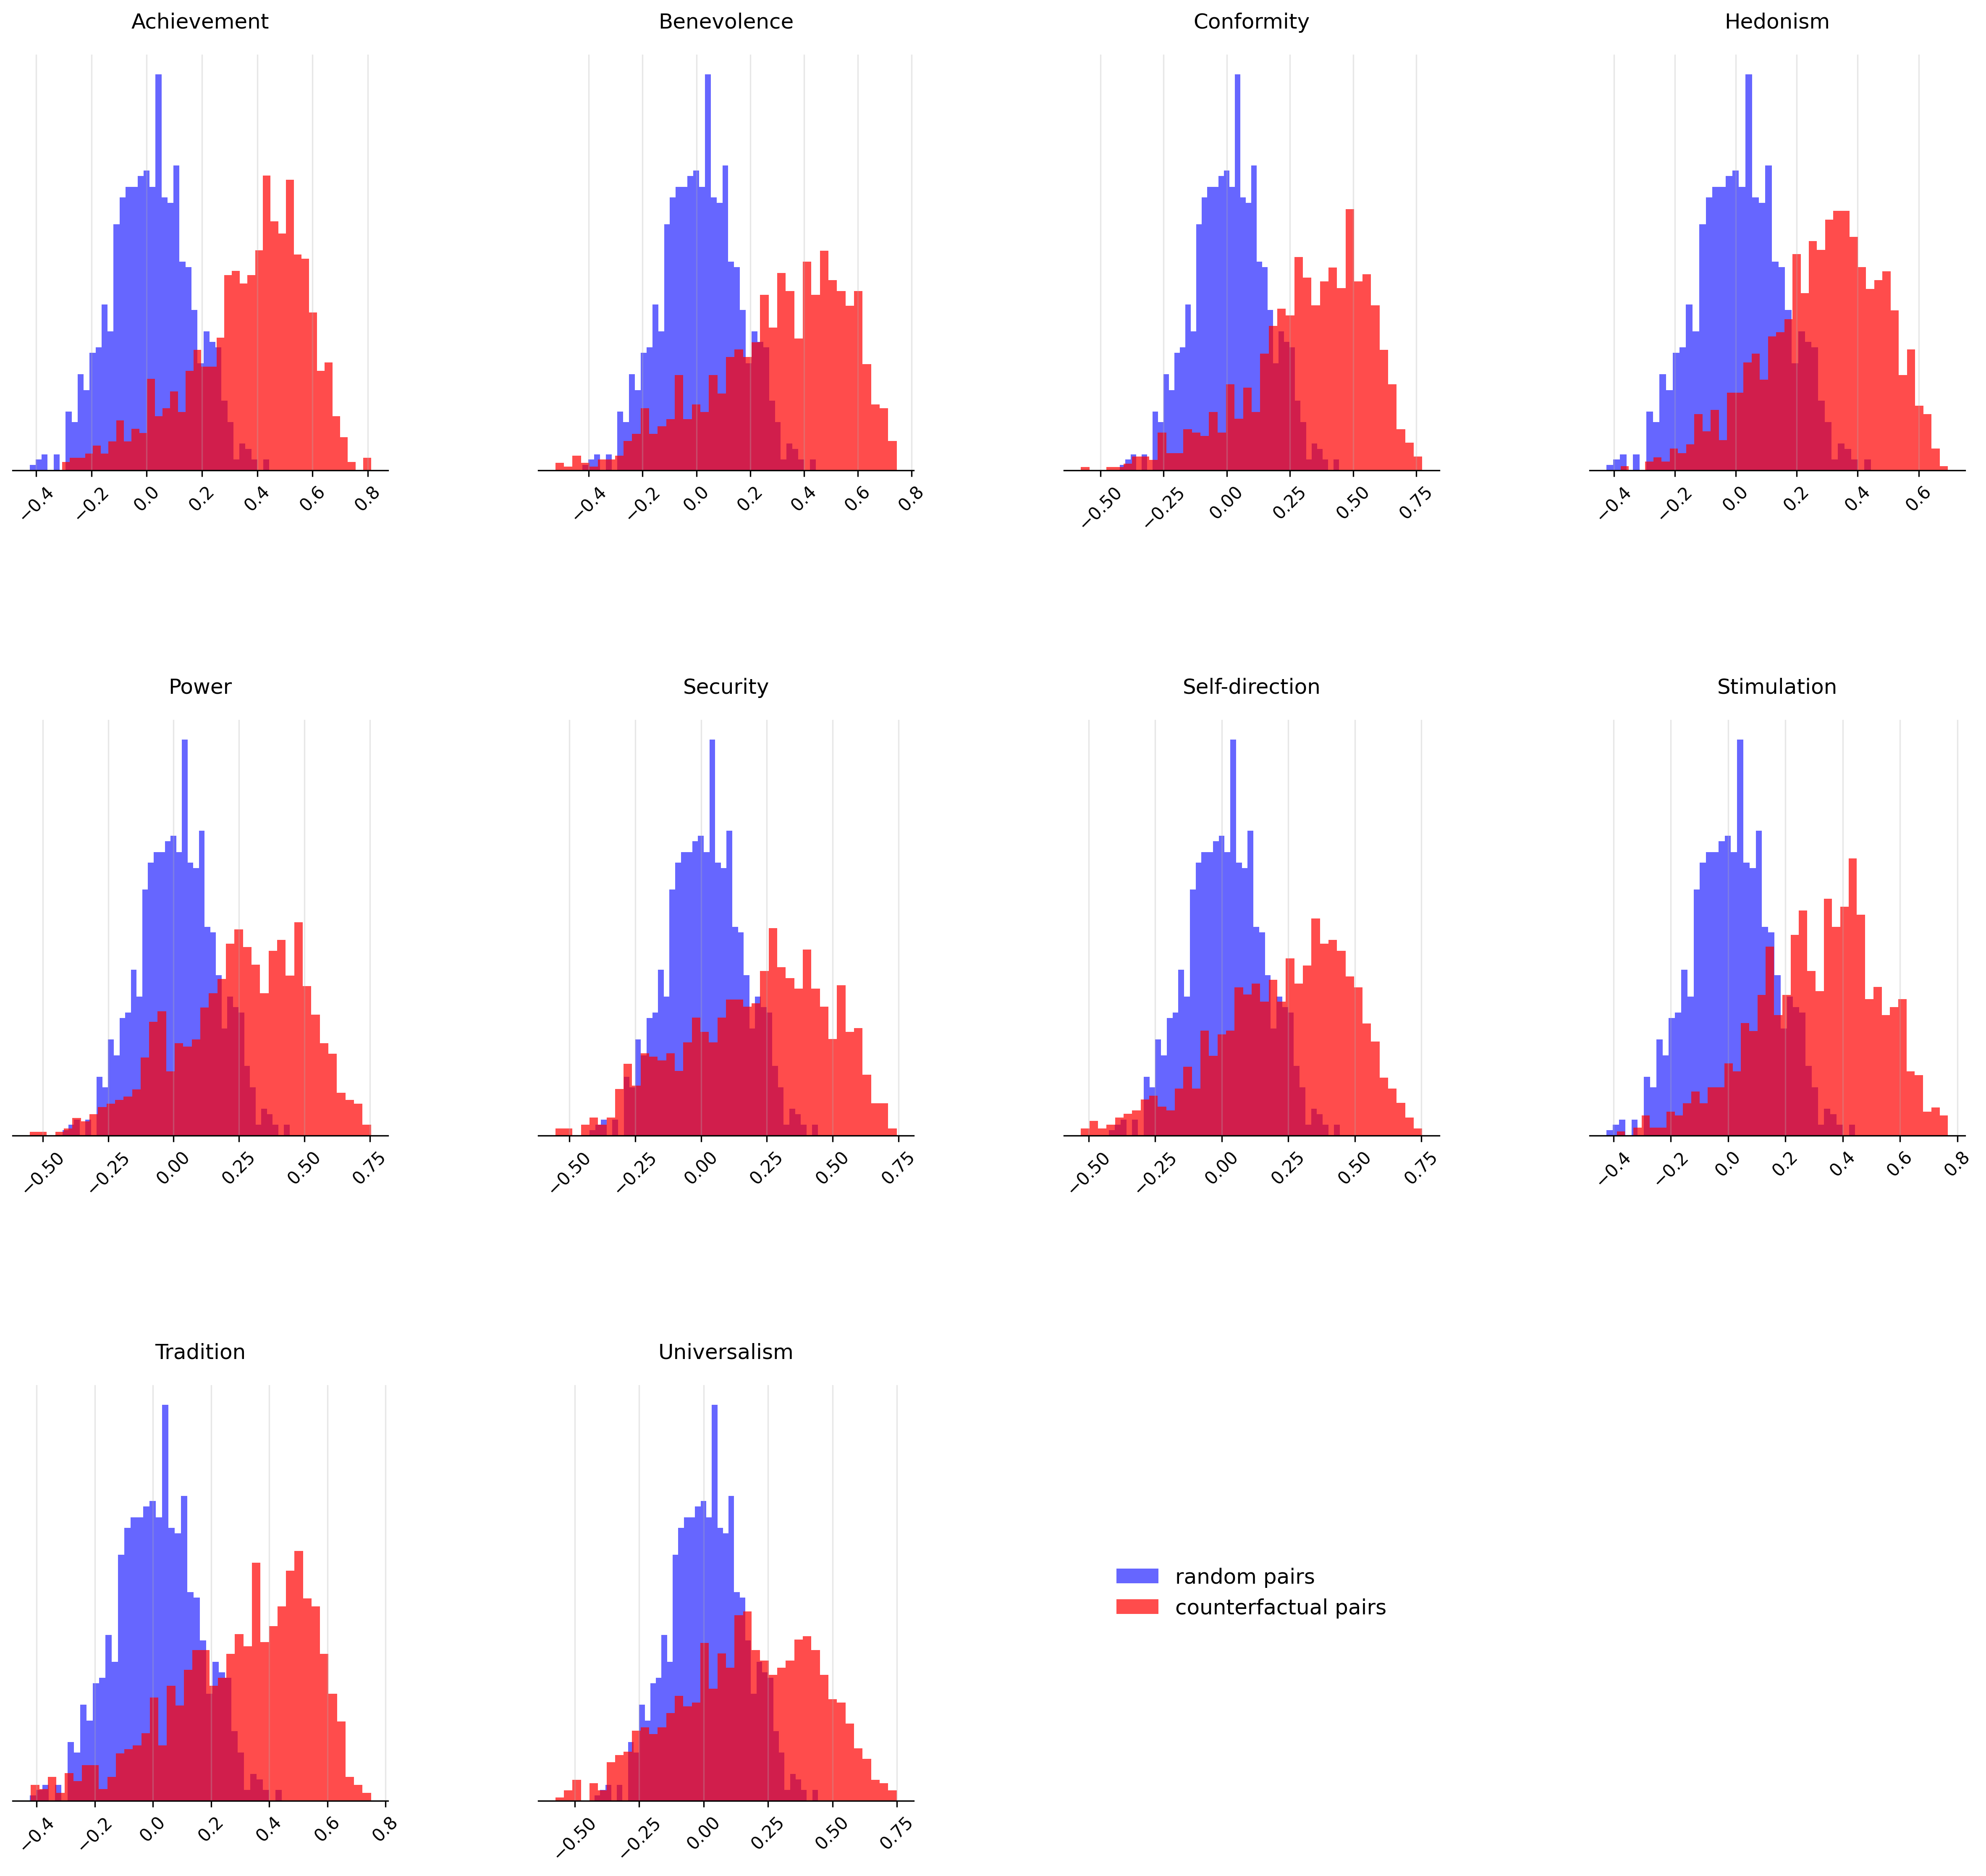 Achievement
Benevolence
Conformity
Hedonism
−0.4 −0.2 0.0 0.2 0.4 0.6 0.8
−0.4 −0.2 0.0 0.2 0.4 0.6 0.8
−0.50 −0.25 0.00 0.25 0.50 0.75
−0.4 −0.2 0.0 0.2 0.4 0.6
Power
Security
Self-direction
Stimulation
−0.50 −0.25 0.00 0.25 0.50 0.75
−0.50 −0.25 0.00 0.25 0.50 0.75
−0.50 −0.25 0.00 0.25 0.50 0.75
−0.4 −0.2 0.0 0.2 0.4 0.6 0.8
Tradition
Universalism
random pairs
counterfactual pairs
−0.4 −0.2 0.0 0.2 0.4 0.6 0.8
−0.50 −0.25 0.00 0.25 0.50 0.75